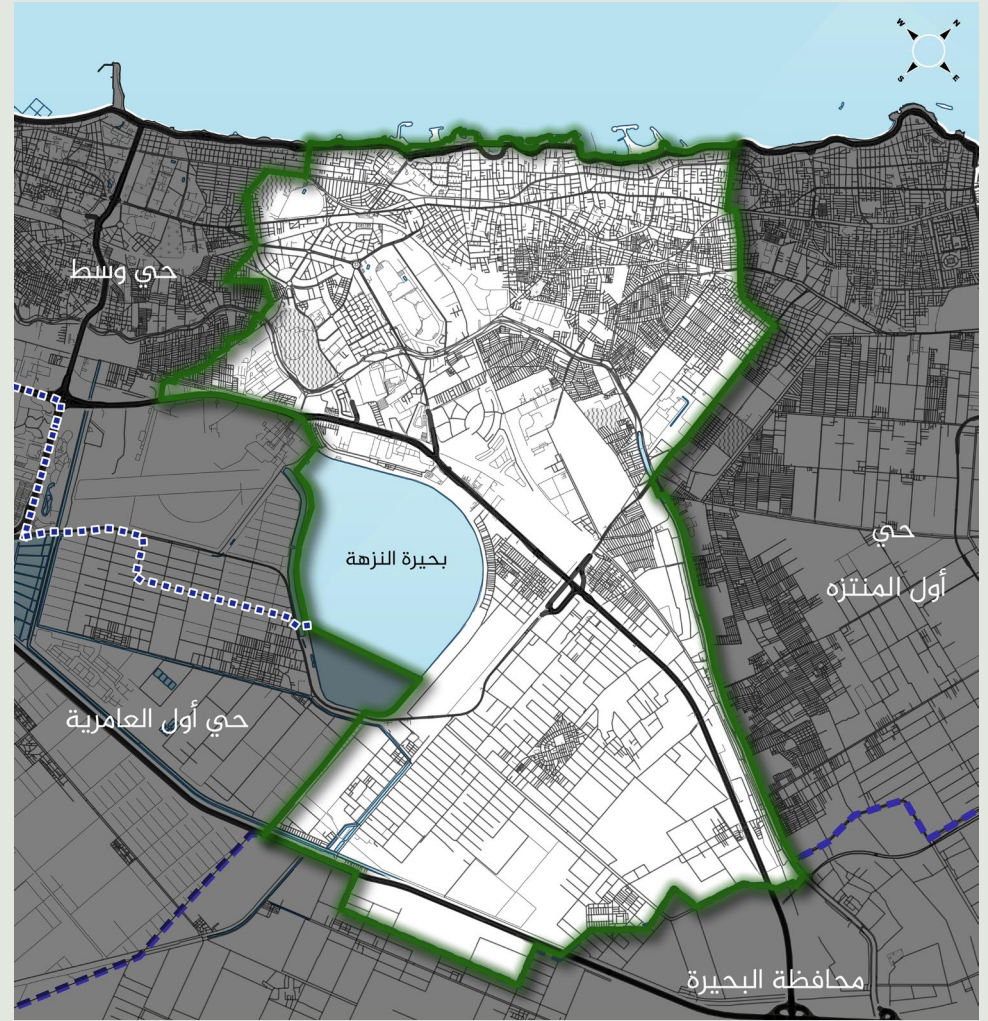 W N
S E
حي وسط
حي
أول المنتزه
بحيرة النزهة
حي أول العامرية
محافظة البحيرة